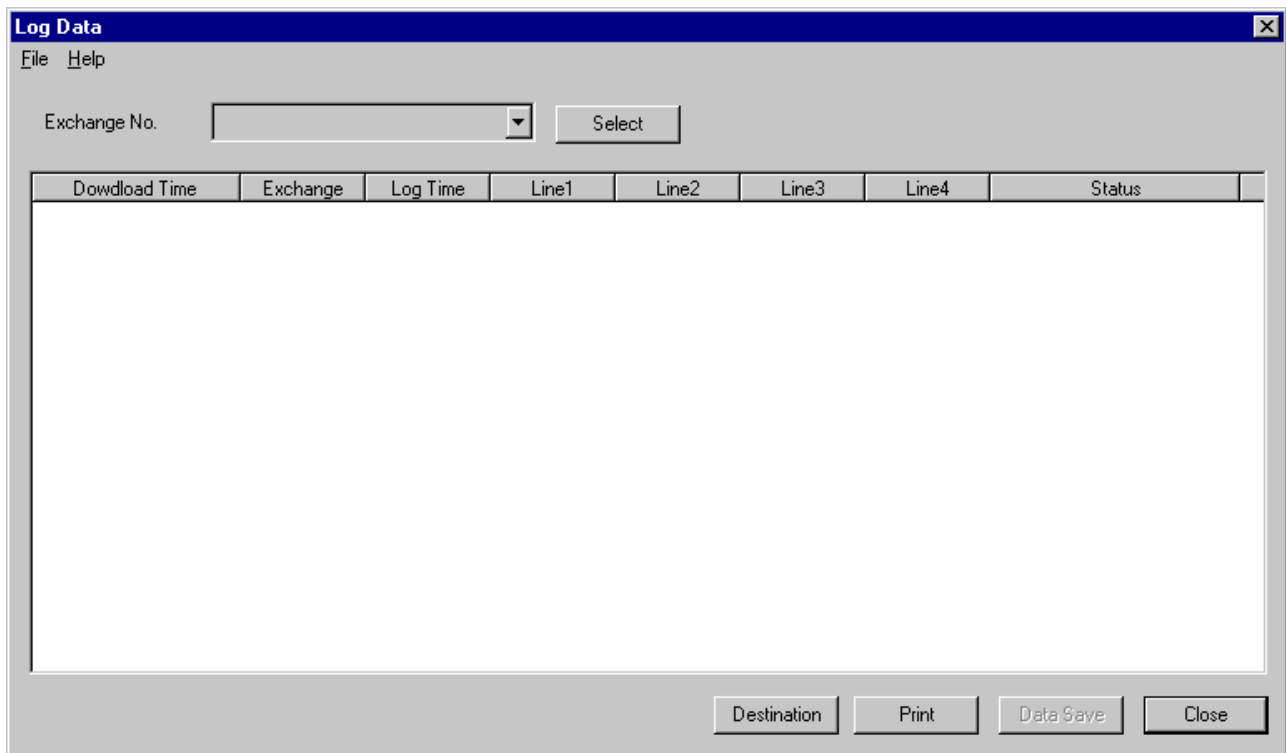 Log Data
File Help
Exchange No. Select
Dowdload Time Exchange Log Time Line1 Line2 Line3 Line4 Status
Destination Print Data Save Close